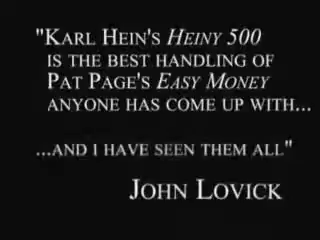 "Karl Hein's Heiny 500
is the best handling of
Pat Page's Easy Money
anyone has come up with...
...and I have seen them all"
John Lovick